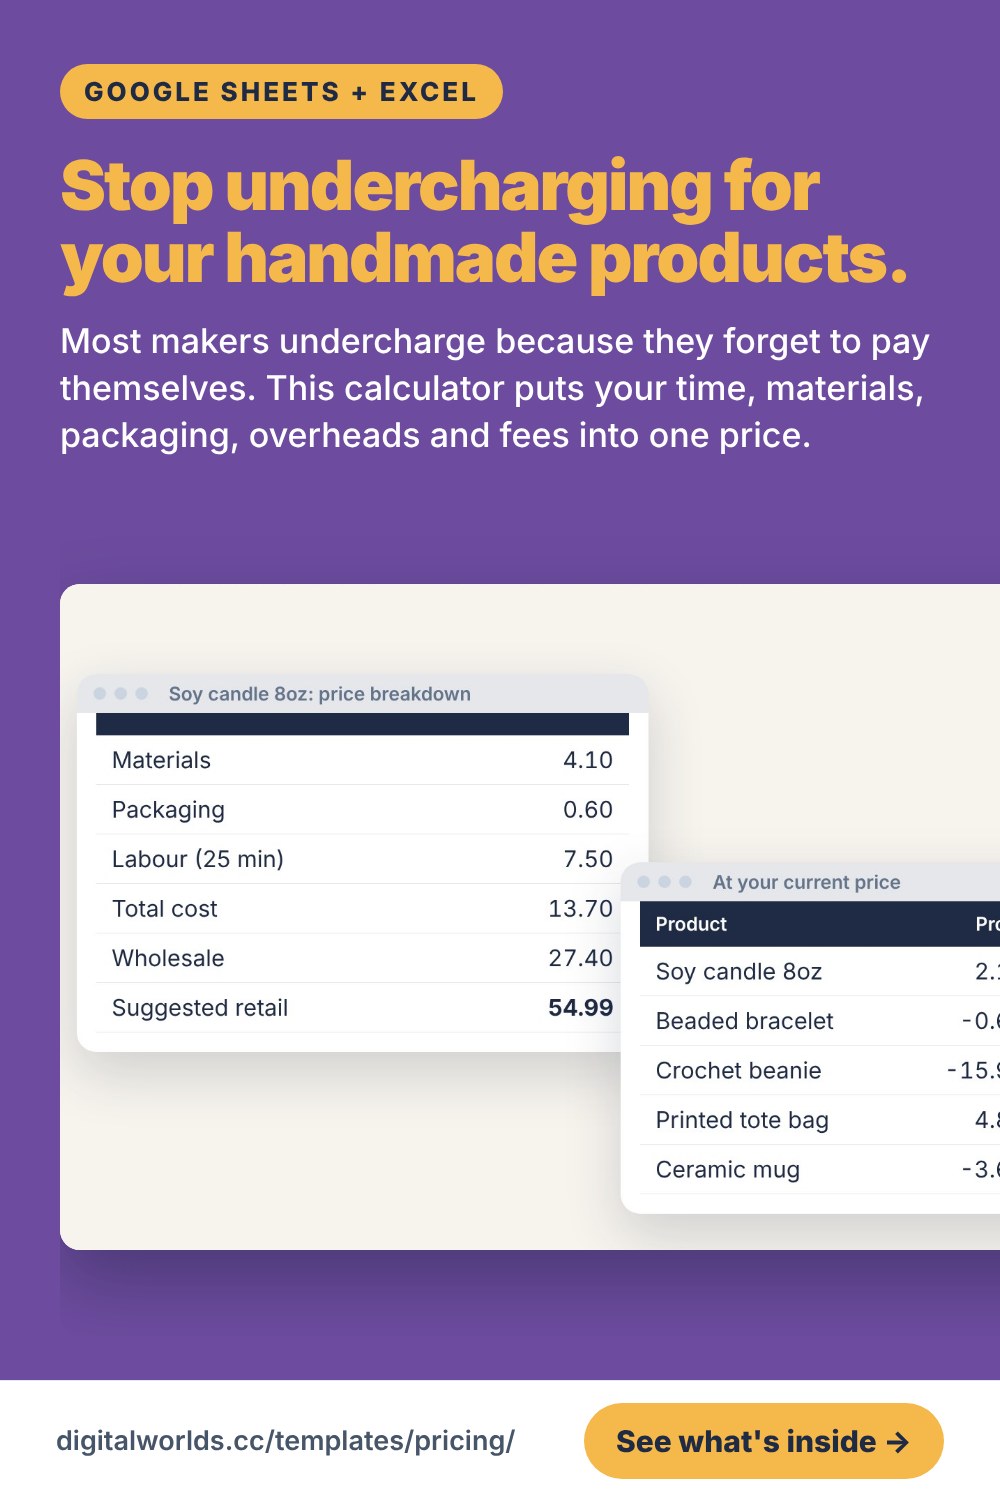 GOOGLE SHEETS + EXCEL
Stop undercharging for
your handmade products.
Most makers undercharge because they forget to pay
themselves. This calculator puts your time, materials,
packaging, overheads and fees into one price.
Soy candle 8oz: price breakdown
Materials 4.10
Packaging 0.60
Labour (25 min) 7.50
Total cost 13.70
Wholesale 27.40
Suggested retail 54.99
At your current price
Product
Soy candle 8oz
Beaded bracelet
Crochet beanie
Printed tote bag
Ceramic mug
digitalworlds.cc/templates/pricing/
See what's inside →